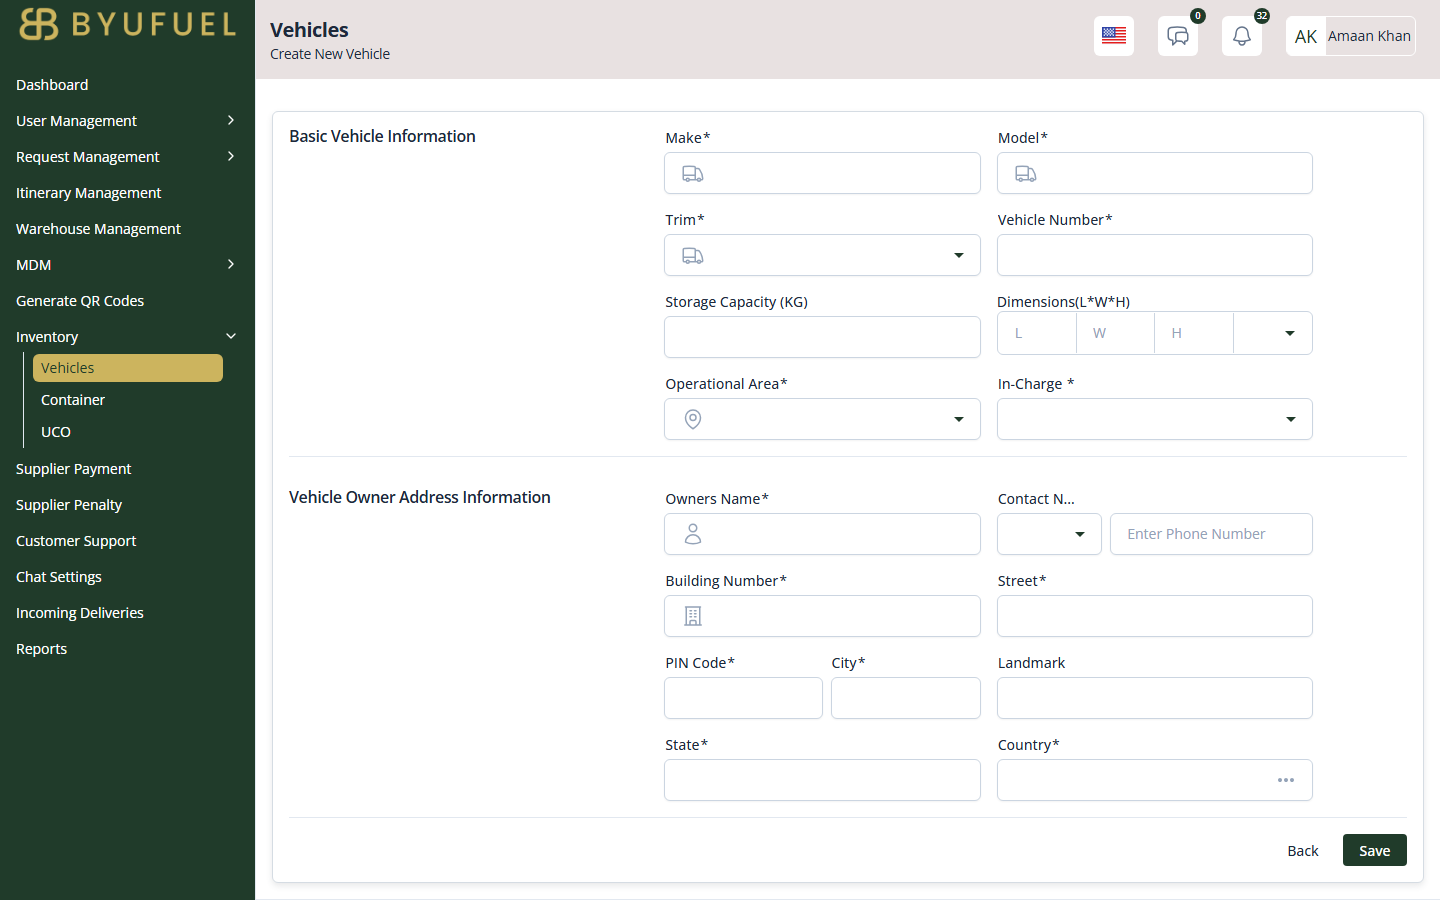 BYUFUEL
Dashboard
User Management
Request Management
Itinerary Management
Warehouse Management
MDM
Generate QR Codes
Inventory
Vehicles
Container
UCO
Supplier Payment
Supplier Penalty
Customer Support
Chat Settings
Incoming Deliveries
Reports
Vehicles
Create New Vehicle
0
32
AK Amaan Khan
Basic Vehicle Information
Make*
Model*
Trim*
Vehicle Number*
Storage Capacity (KG)
Dimensions(L*W*H)
L W H
Operational Area*
In-Charge *
Vehicle Owner Address Information
Owners Name*
Contact N...
Enter Phone Number
Building Number*
Street*
PIN Code*
City*
Landmark
State*
Country*
Back
Save